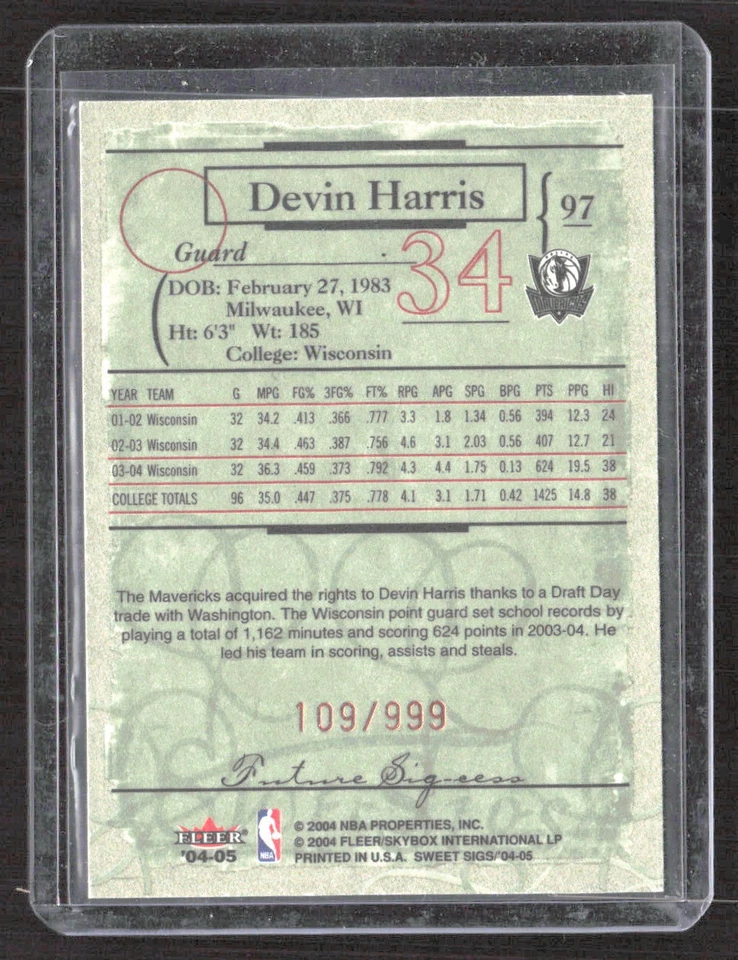 Devin Harris
97
Guard
34
DOB: February 27, 1983
Milwaukee, WI
Ht: 6'3" Wt: 185
College: Wisconsin
YEAR TEAM G MPG FG% 3FG% FT% RPG APG SPG BPG PTS PPG HI
01-02 Wisconsin 32 34.2 .413 .366 .777 3.3 1.8 1.34 0.56 394 12.3 24
02-03 Wisconsin 32 34.4 .463 .387 .756 4.6 3.1 2.03 0.56 407 12.7 21
03-04 Wisconsin 32 36.3 .459 .373 .792 4.3 4.4 1.75 0.13 624 19.5 38
COLLEGE TOTALS 96 35.0 .447 .375 .778 4.1 3.1 1.71 0.42 1425 14.8 38
The Mavericks acquired the rights to Devin Harris thanks to a Draft Day
trade with Washington. The Wisconsin point guard set school records by
playing a total of 1,162 minutes and scoring 624 points in 2003-04. He
led his team in scoring, assists and steals.
109/999
Future Sig-cess
FLEER
'04-05
NBA
© 2004 NBA PROPERTIES, INC.
© 2004 FLEER/SKYBOX INTERNATIONAL LP
PRINTED IN U.S.A. SWEET SIGS/'04-05